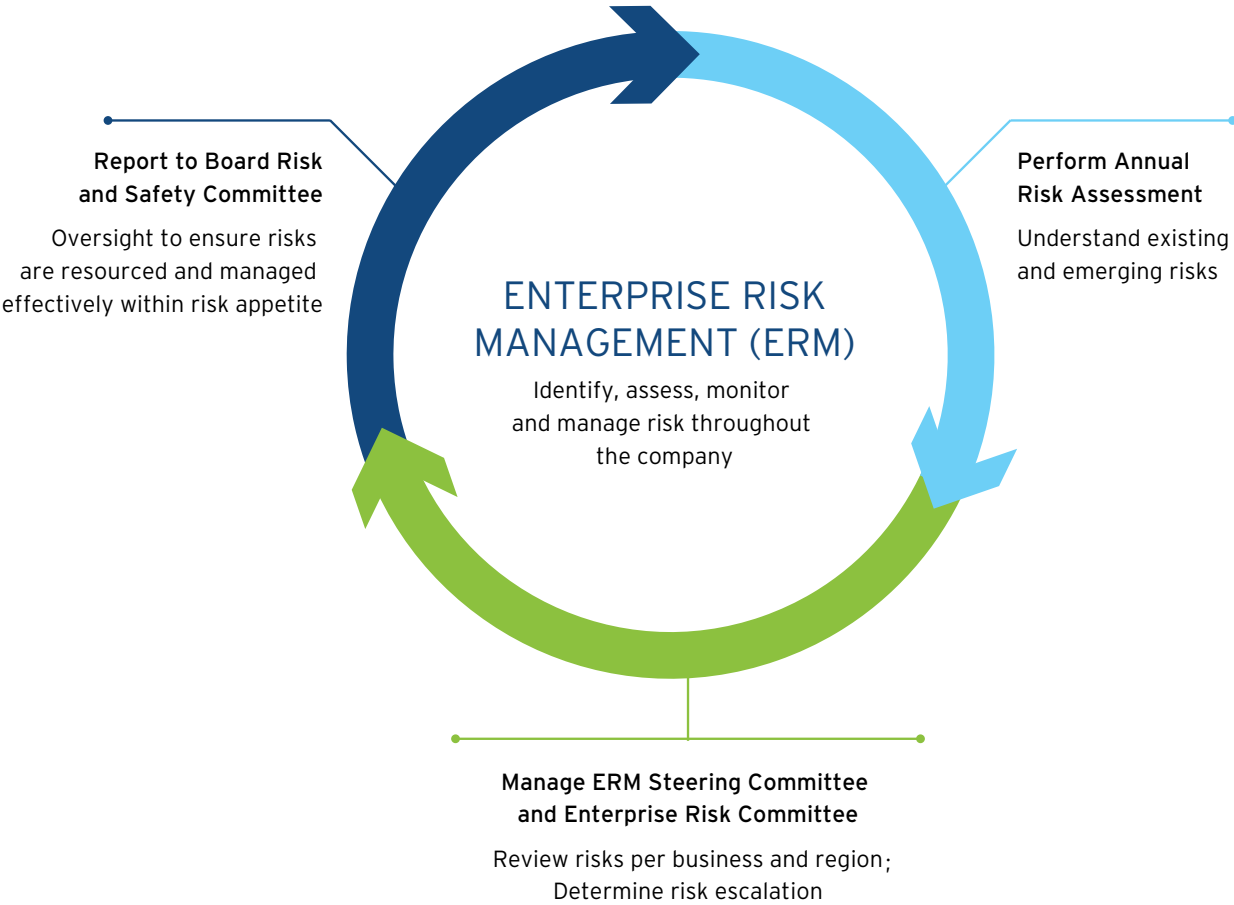 Report to Board Risk
and Safety Committee
Oversight to ensure risks
are resourced and managed
effectively within risk appetite
Perform Annual
Risk Assessment
Understand existing
and emerging risks
ENTERPRISE RISK
MANAGEMENT (ERM)
Identify, assess, monitor
and manage risk throughout
the company
Manage ERM Steering Committee
and Enterprise Risk Committee
Review risks per business and region;
Determine risk escalation